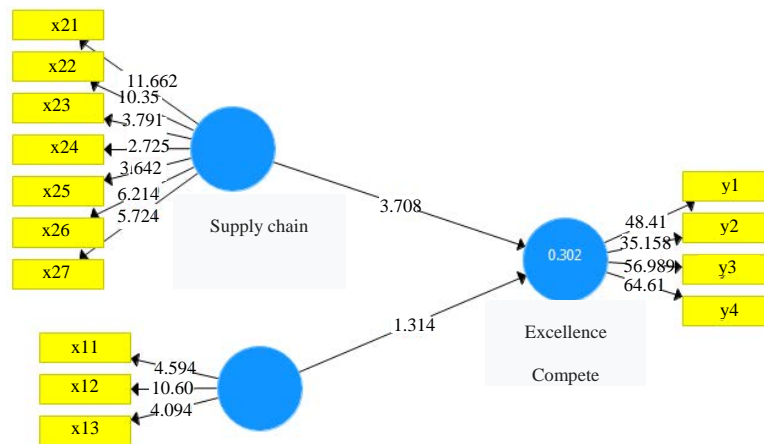 x21
x22
x23
x24
x25
x26
x27
11.662
10.35
3.791
2.725
3.642
6.214
5.724
Supply chain
3.708
0.302
Excellence
Compete
48.41
35.158
56.989
64.61
y1
y2
y3
y4
1.314
x11
x12
x13
4.594
10.60
4.094